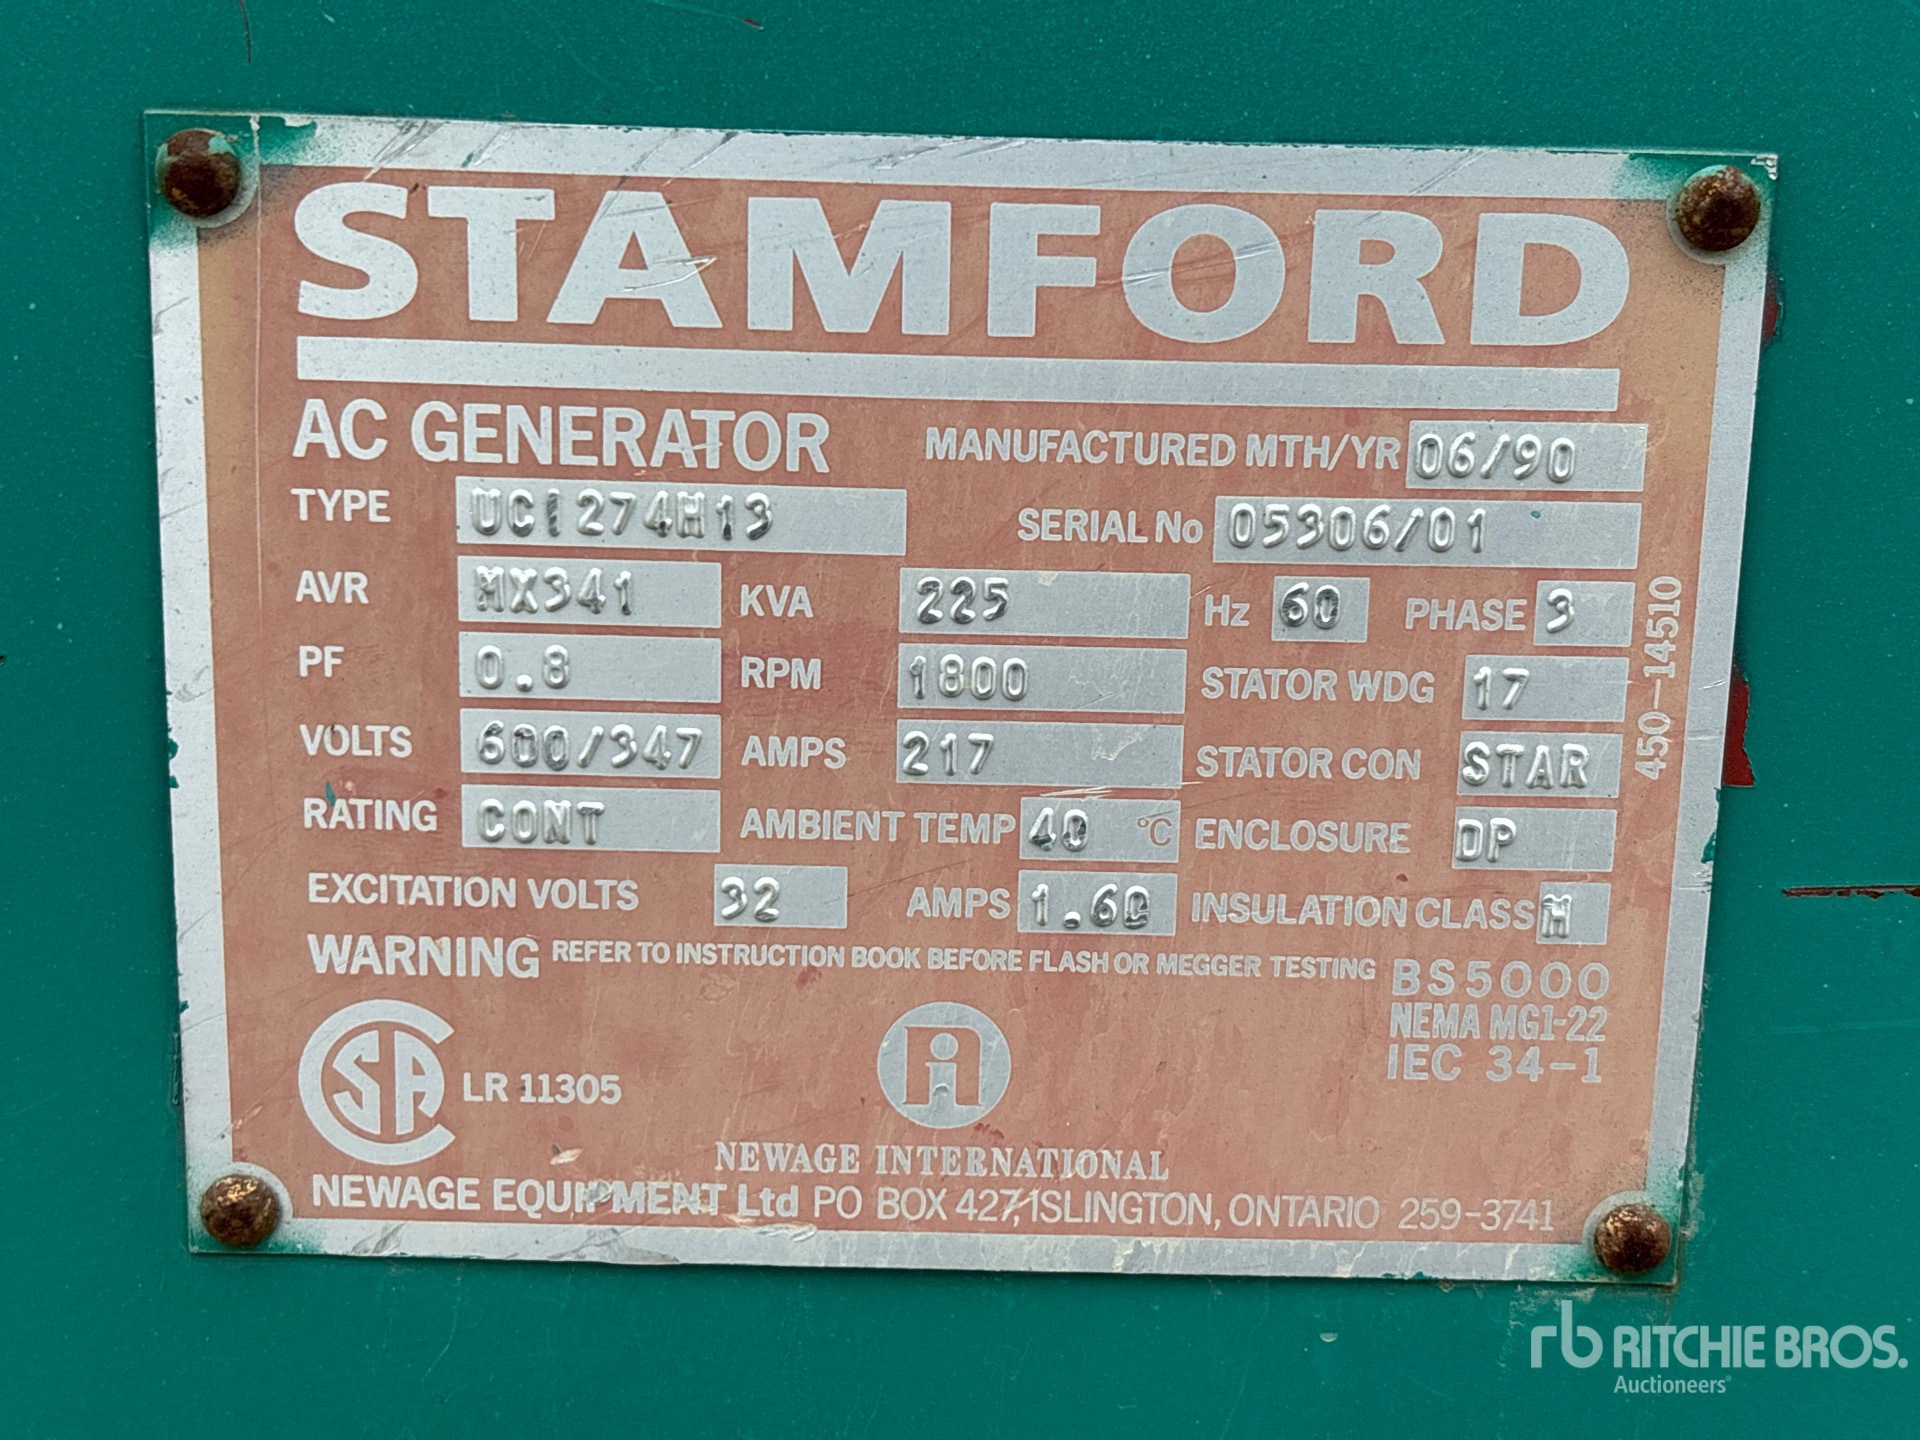 STAMFORD
AC GENERATOR MANUFACTURED MTH/YR 06/90
TYPE UCI274H13 SERIAL No 05306/01
AVR MX341 KVA 225 Hz 60 PHASE 3
PF 0.8 RPM 1800 STATOR WDG 17
VOLTS 600/347 AMPS 217 STATOR CON STAR
RATING CONT AMBIENT TEMP 40 °C ENCLOSURE DP
EXCITATION VOLTS 32 AMPS 1.60 INSULATION CLASS H
WARNING REFER TO INSTRUCTION BOOK BEFORE FLASH OR MEGGER TESTING
BS5000
NEMA MG1-22
IEC 34-1
450-14510
CSA LR 11305
NEWAGE INTERNATIONAL
NEWAGE EQUIPMENT Ltd PO BOX 427, ISLINGTON, ONTARIO 259-3741
rb RITCHIE BROS.
Auctioneers